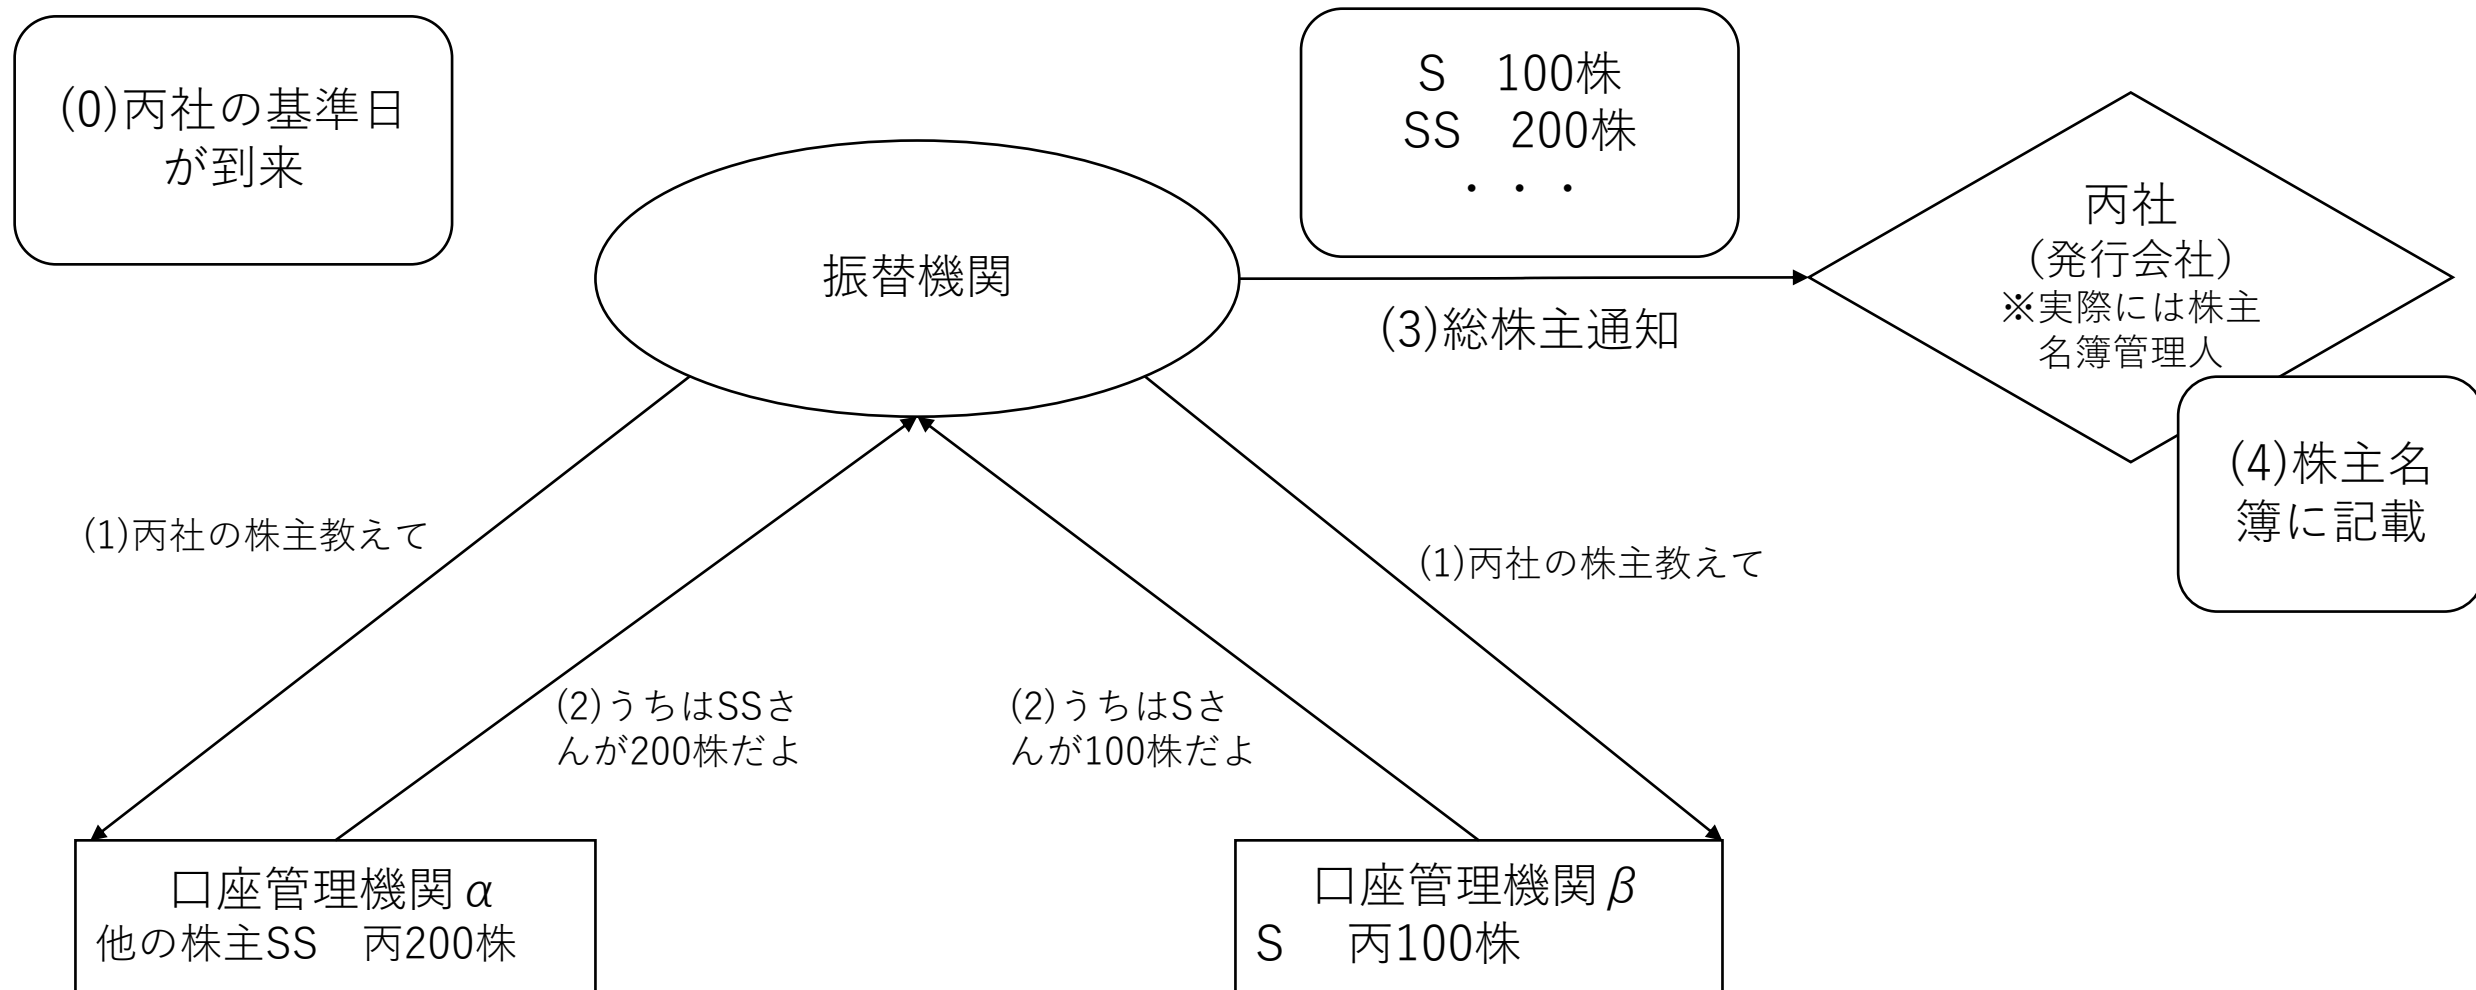 (0)丙社の基準日
が到来
S　100株
SS　200株
・・・
振替機関
丙社
（発行会社）
※実際には株主
名簿管理人
(3)総株主通知
(4)株主名
簿に記載
(1)丙社の株主教えて
(1)丙社の株主教えて
(2)うちはSSさ
んが200株だよ
(2)うちはSさ
んが100株だよ
口座管理機関α
他の株主SS　丙200株
口座管理機関β
S　丙100株